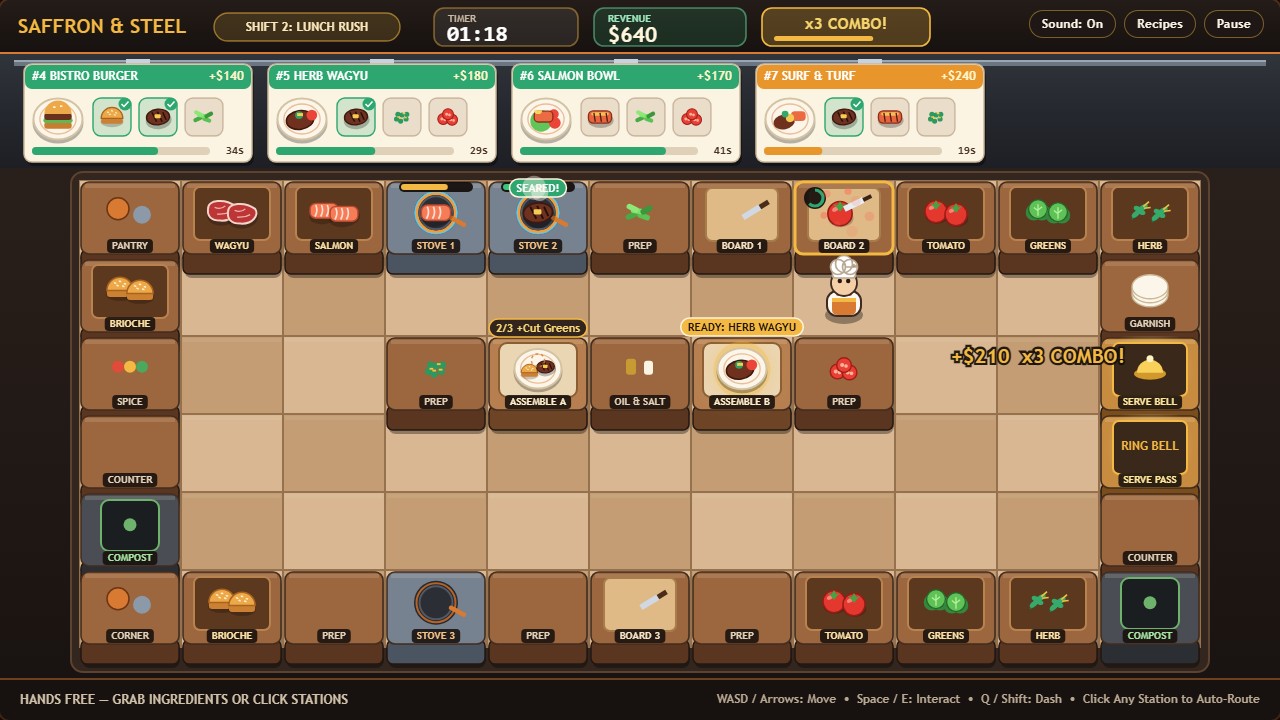 SAFFRON & STEEL
SHIFT 2: LUNCH RUSH
TIMER
01:18
REVENUE
$640
x3 COMBO!
Sound: On
Recipes
Pause
#4 BISTRO BURGER +$140
34s
#5 HERB WAGYU +$180
29s
#6 SALMON BOWL +$170
41s
#7 SURF & TURF +$240
19s
SEARED!
PANTRY
WAGYU
SALMON
STOVE 1
STOVE 2
PREP
BOARD 1
BOARD 2
TOMATO
GREENS
HERB
BRIOCHE
GARNISH
2/3 +Cut Greens
READY: HERB WAGYU
+$210 x3 COMBO!
SPICE
PREP
ASSEMBLE A
OIL & SALT
ASSEMBLE B
PREP
SERVE BELL
RING BELL
COUNTER
SERVE PASS
COMPOST
COUNTER
CORNER
BRIOCHE
PREP
STOVE 3
PREP
BOARD 3
PREP
TOMATO
GREENS
HERB
COMPOST
HANDS FREE — GRAB INGREDIENTS OR CLICK STATIONS
WASD / Arrows: Move • Space / E: Interact • Q / Shift: Dash • Click Any Station to Auto-Route